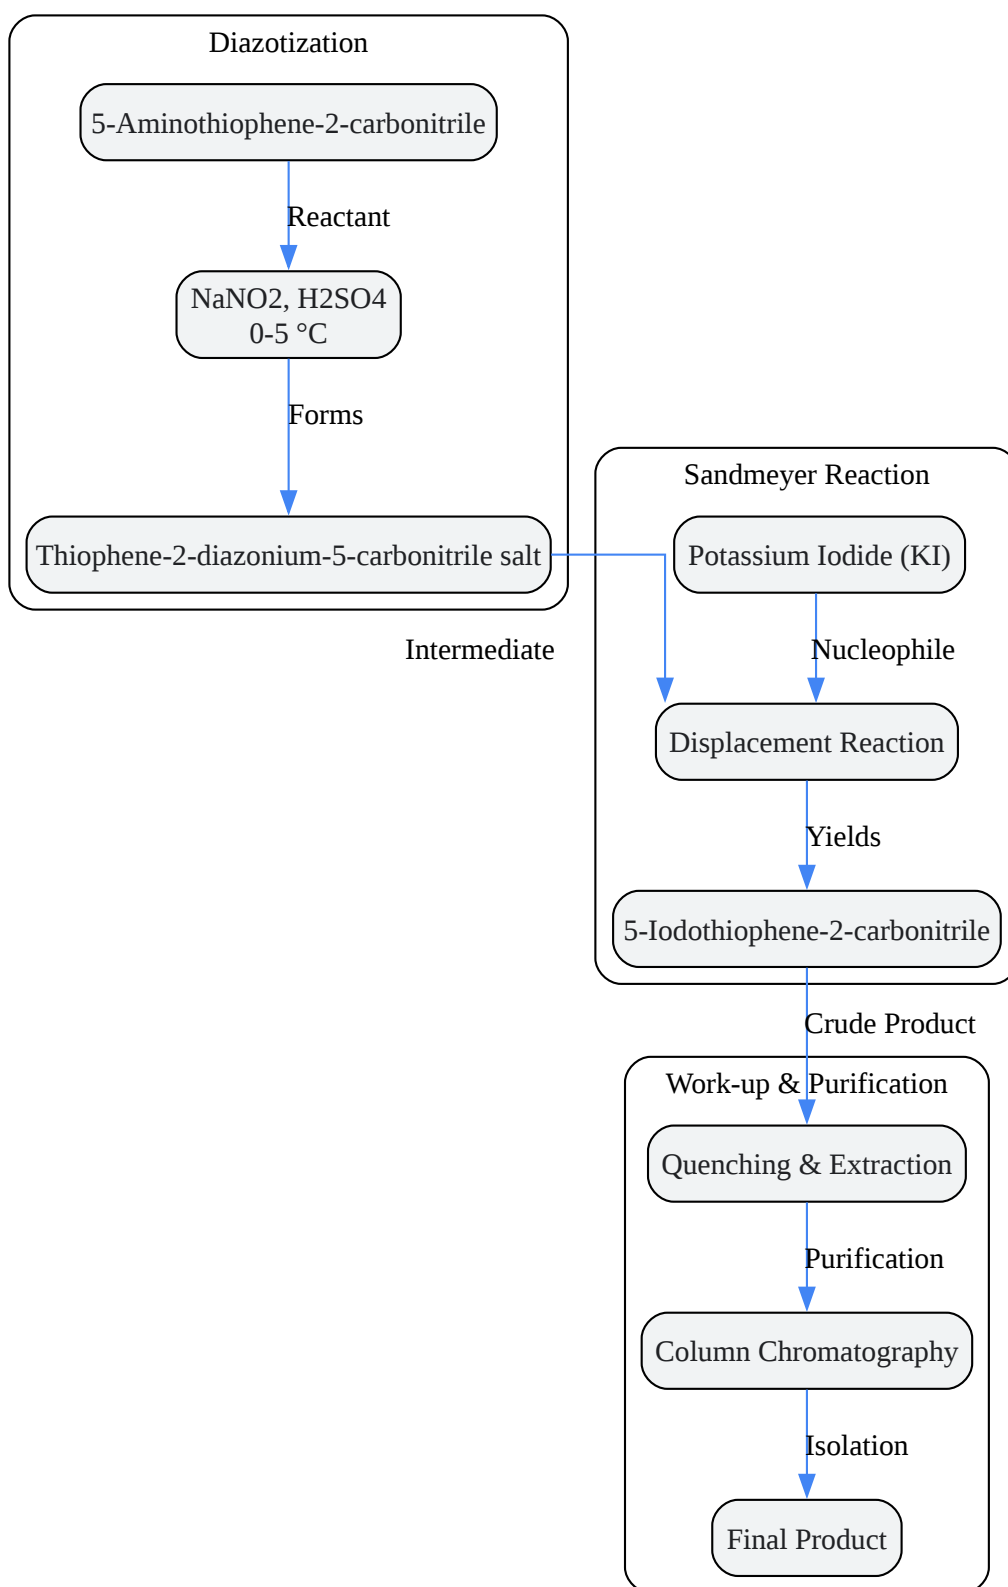 Diazotization
5-Aminothiophene-2-carbonitrile
Reactant
NaNO2, H2SO4
0-5 °C
Forms
Thiophene-2-diazonium-5-carbonitrile salt
Intermediate
Sandmeyer Reaction
Potassium Iodide (KI)
Nucleophile
Displacement Reaction
Yields
5-Iodothiophene-2-carbonitrile
Crude Product
Work-up & Purification
Quenching & Extraction
Purification
Column Chromatography
Isolation
Final Product